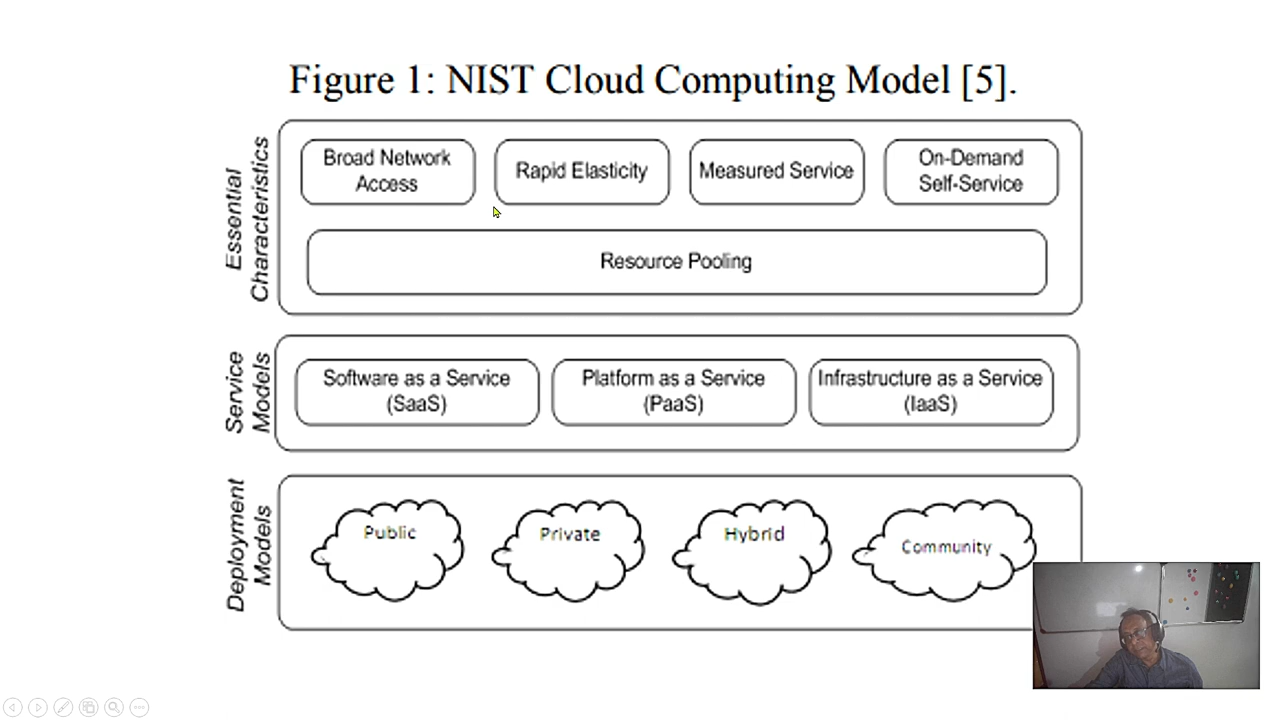 Figure 1: NIST Cloud Computing Model [5].
Essential
Characteristics
Broad Network
Access
Rapid Elasticity
Measured Service
On-Demand
Self-Service
Resource Pooling
Service
Models
Software as a Service
(SaaS)
Platform as a Service
(PaaS)
Infrastructure as a Service
(IaaS)
Deployment
Models
Public
Private
Hybrid
Community